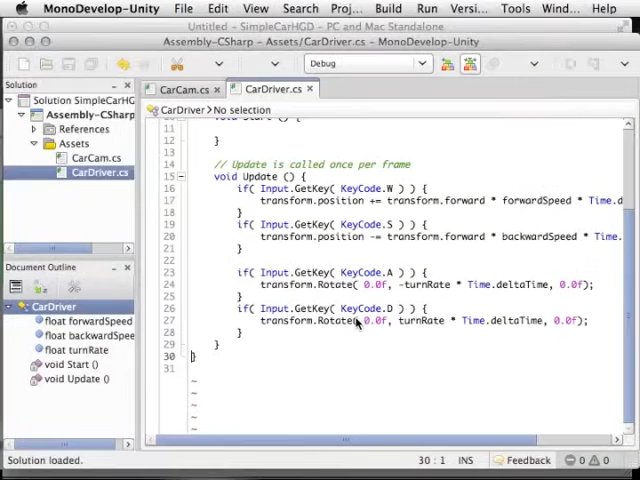 MonoDevelop-Unity File Edit View Search Proj... Build Run Versi... Tools Wind... Help
Untitled - SimpleCarHGD - PC and Mac Standalone
Assembly-CSharp - Assets/CarDriver.cs - MonoDevelop-Unity
Debug
Solution
CarCam.cs
CarDriver.cs
Solution SimpleCarHG
Assembly-CSharp
References
Assets
CarCam.cs
CarDriver.cs
CarDriver > No selection
10 void Start () {
11
12 }
13
14 // Update is called once per frame
15 void Update () {
16 if( Input.GetKey( KeyCode.W ) ) {
17 transform.position += transform.forward * forwardSpeed * Time.d
18 }
19 if( Input.GetKey( KeyCode.S ) ) {
20 transform.position -= transform.forward * backwardSpeed * Time.
21 }
22
23 if( Input.GetKey( KeyCode.A ) ) {
24 transform.Rotate( 0.0f, -turnRate * Time.deltaTime, 0.0f);
25 }
26 if( Input.GetKey( KeyCode.D ) ) {
27 transform.Rotate( 0.0f, turnRate * Time.deltaTime, 0.0f);
28 }
29 }
30 }
31
~
~
~
~
~
Document Outline
CarDriver
float forwardSpeed
float backwardSpee
float turnRate
void Start ()
void Update ()
Solution loaded.
30 : 1 INS Feedback 0 0